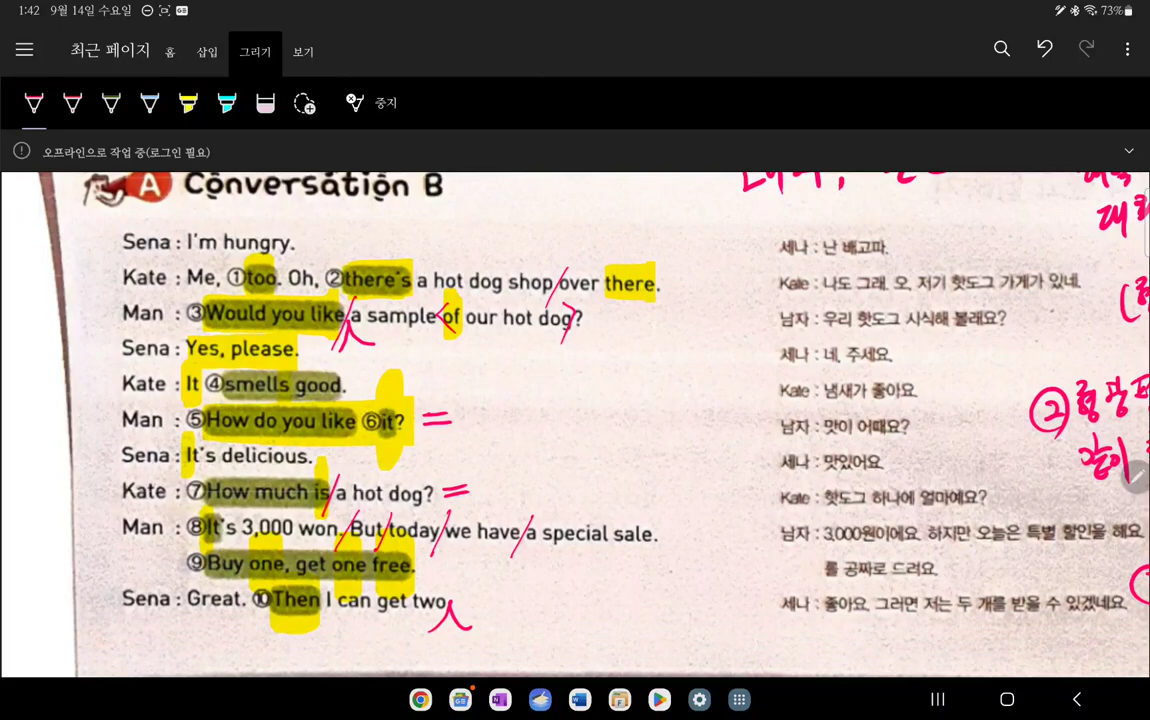 1:42 9월 14일 수요일 73%
최근 페이지 홈 삽입 그리기 보기
중지
오프라인으로 작업 중(로그인 필요)
A Conversation B
Sena : I'm hungry.
Kate : Me, ①too. Oh, ②there's a hot dog shop over there.
Man : ③Would you like a sample of our hot dog?
Sena : Yes, please.
Kate : It ④smells good.
Man : ⑤How do you like ⑥it? =
Sena : It's delicious.
Kate : ⑦How much is a hot dog? =
Man : ⑧It's 3,000 won. But today we have a special sale.
⑨Buy one, get one free.
Sena : Great. ⑩Then I can get two
세나 : 난 배고파.
Kate : 나도 그래. 오, 저기 핫도그 가게가 있네.
남자 : 우리 핫도그 시식해 볼래요?
세나 : 네, 주세요.
Kate : 냄새가 좋아요.
남자 : 맛이 어때요?
세나 : 맛있어요.
Kate : 핫도그 하나에 얼마예요?
남자 : 3,000원이에요. 하지만 오늘은 특별 할인을 해요.
를 공짜로 드려요.
세나 : 좋아요. 그러면 저는 두 개를 받을 수 있겠네요.
② 형광
같이